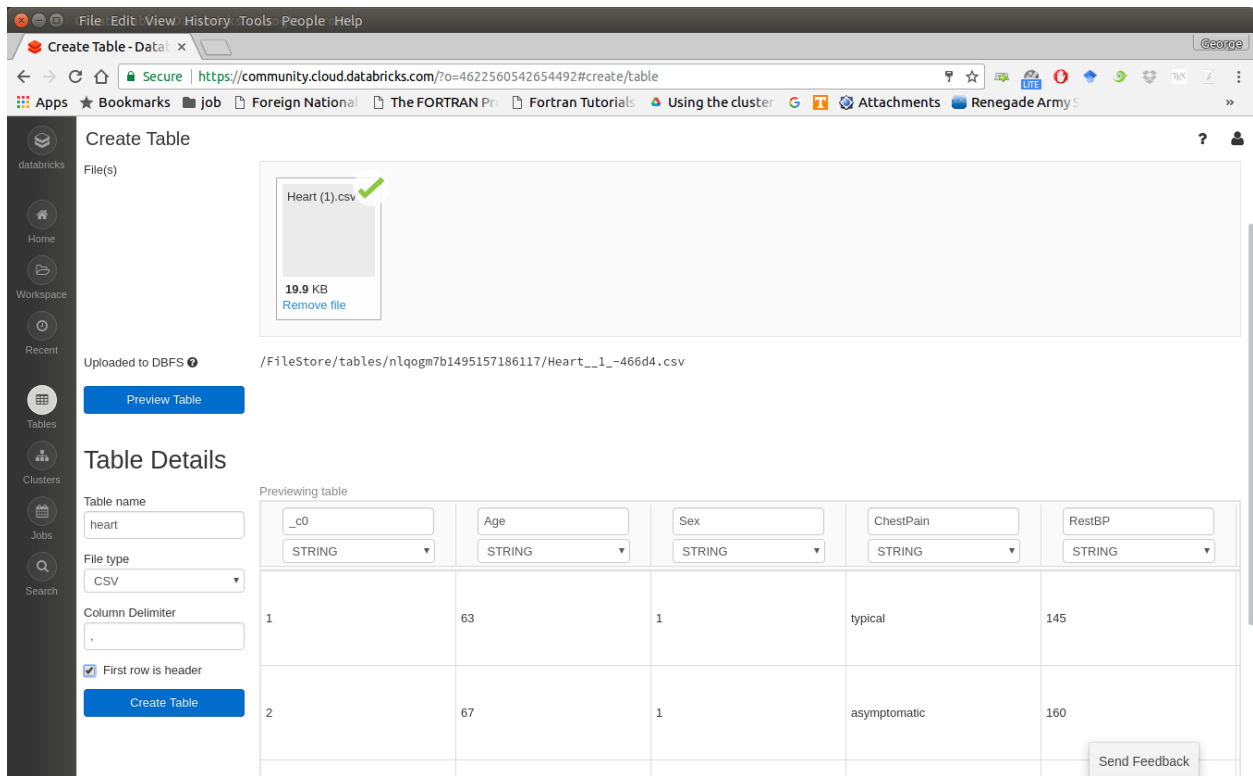 File Edit View History Tools People Help
Create Table - Datab
George
Secure https://community.cloud.databricks.com/?o=4622560542654492#create/table
LITE
Apps Bookmarks job Foreign National The FORTRAN Pr Fortran Tutorials Using the cluster G T Attachments Renegade Army S »
databricks
Create Table
?
File(s)
Heart (1).csv
19.9 KB
Remove file
Home
Workspace
Recent
Tables
Clusters
Jobs
Search
Uploaded to DBFS ?
/FileStore/tables/nlqogm7b1495157186117/Heart__1_-466d4.csv
Preview Table
Table Details
Table name
heart
File type
CSV
Column Delimiter
,
First row is header
Create Table
Previewing table
_c0 Age Sex ChestPain RestBP
STRING STRING STRING STRING STRING
1 63 1 typical 145
2 67 1 asymptomatic 160
Send Feedback